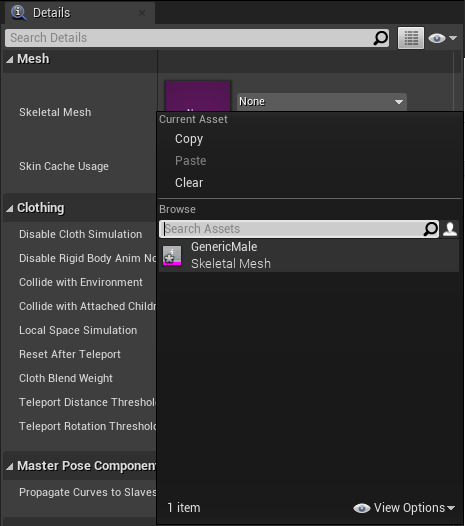 Details
Search Details
Mesh
Skeletal Mesh
None
Current Asset
Copy
Paste
Clear
Skin Cache Usage
Browse
Search Assets
GenericMale
Skeletal Mesh
Clothing
Disable Cloth Simulation
Disable Rigid Body Anim No
Collide with Environment
Collide with Attached Childr
Local Space Simulation
Reset After Teleport
Cloth Blend Weight
Teleport Distance Threshol
Teleport Rotation Threshol
Master Pose Componen
Propagate Curves to Slaves
1 item
View Options